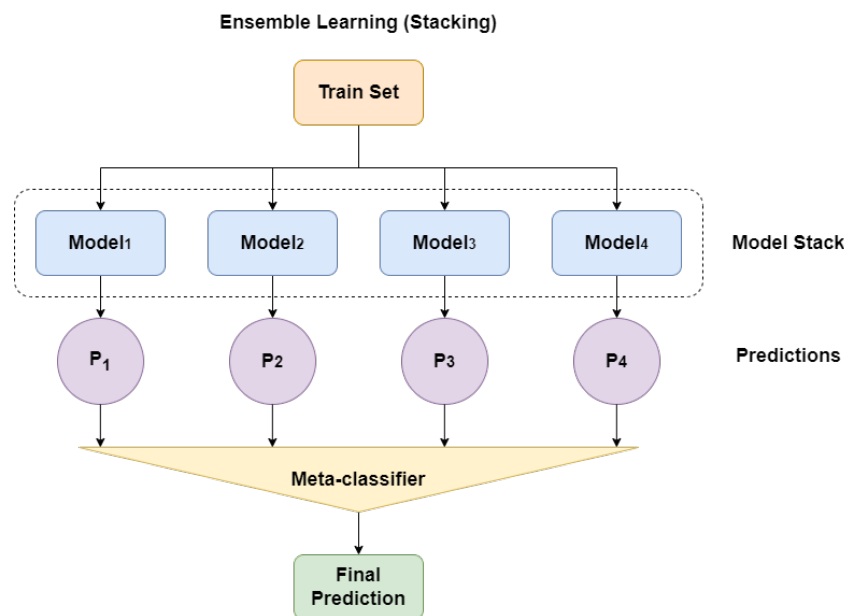 Ensemble Learning (Stacking)
Train Set
Model1 Model2 Model3 Model4 Model Stack
P1 P2 P3 P4 Predictions
Meta-classifier
Final
Prediction